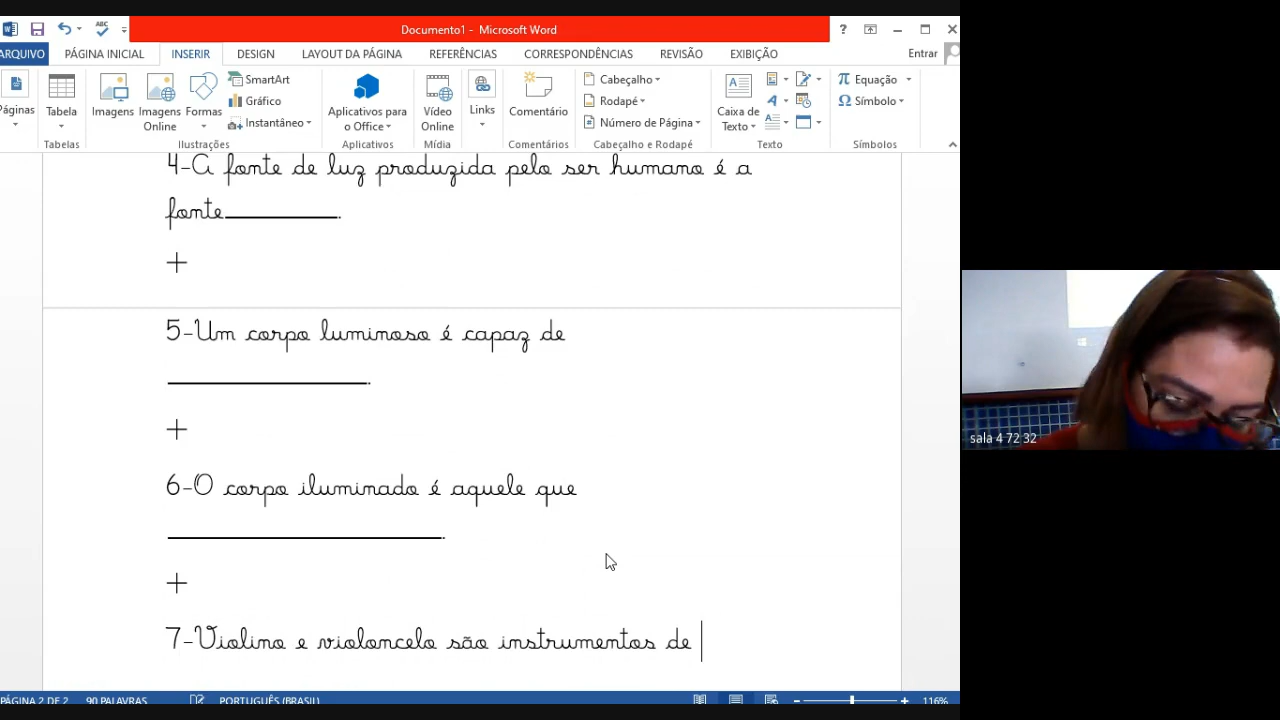 Documento1 - Microsoft Word
?
Entrar
ARQUIVO PÁGINA INICIAL INSERIR DESIGN LAYOUT DA PÁGINA REFERÊNCIAS CORRESPONDÊNCIAS REVISÃO EXIBIÇÃO
Páginas
Tabela
Imagens
Imagens Online
Formas
SmartArt
Gráfico
Instantâneo
Aplicativos para o Office
Vídeo Online
Links
Comentário
Cabeçalho
Rodapé
Número de Página
Caixa de Texto
Equação
Símbolo
Tabelas Ilustrações Aplicativos Mídia Comentários Cabeçalho e Rodapé Texto Símbolos
4-A fonte de luz produzida pelo ser humano é a
fonte__________.
+
5-Um corpo luminoso é capaz de
__________________.
+
6-O corpo iluminado é aquele que
________________________.
+
7-Violino e violoncelo são instrumentos de
sala 4 72 32
PÁGINA 2 DE 2 90 PALAVRAS PORTUGUÊS (BRASIL) 116%